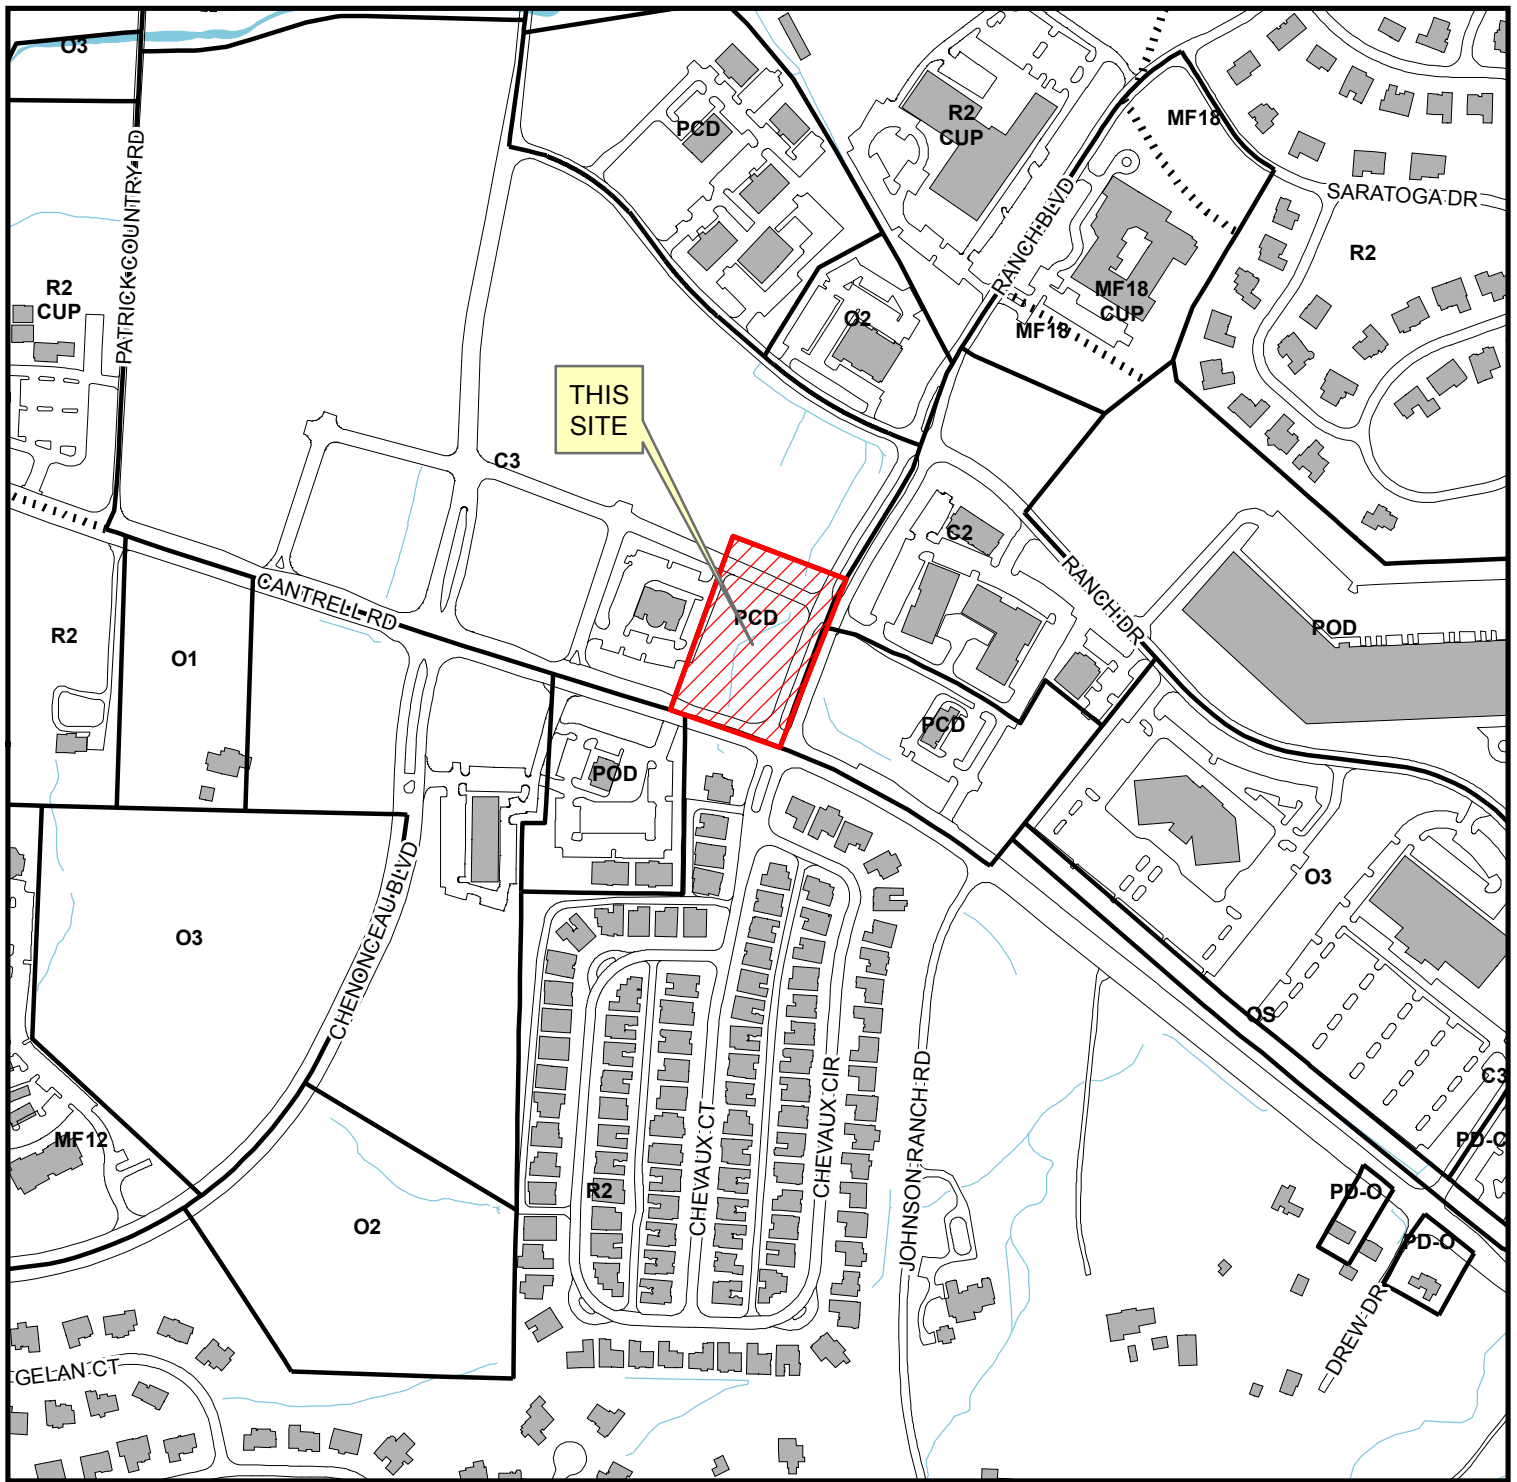 O3
PATRICK COUNTRY RD
PCD
R2
CUP
MF18
SARATOGA DR
R2
RANCH BLVD
R2
CUP
MF18
CUP
MF18
O2
THIS
SITE
C3
C2
RANCH DR
CANTRELL RD
PCD
POD
R2
O1
PCD
POD
O3
CHENONCEAU BLVD
O3
OS
C3
MF12
PD-C
R2
CHEVAUX CT
CHEVAUX CIR
JOHNSON RANCH RD
PD-O
O2
PD-O
DREW DR
GELAN CT